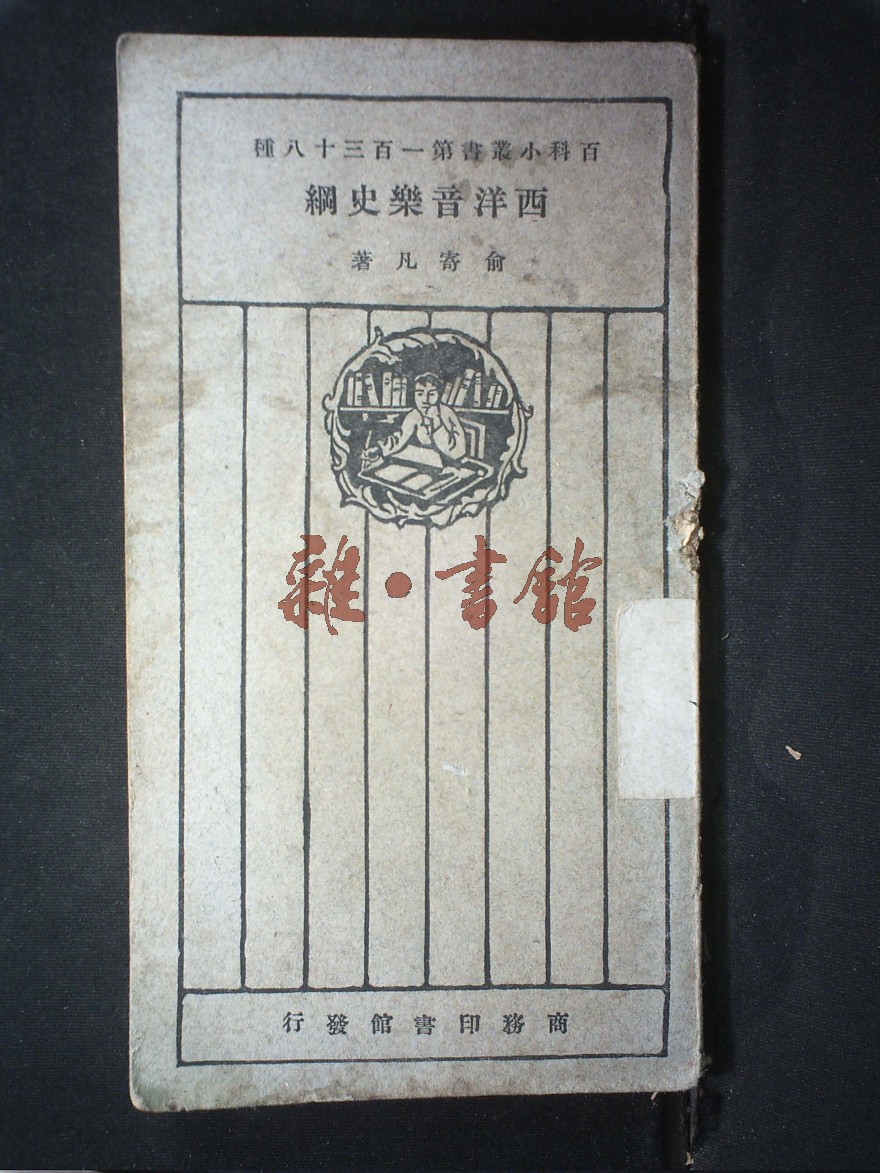 百科小叢書第一百三十八種
西洋音樂史綱
俞寄凡著
雜·書館
商務印書館發行